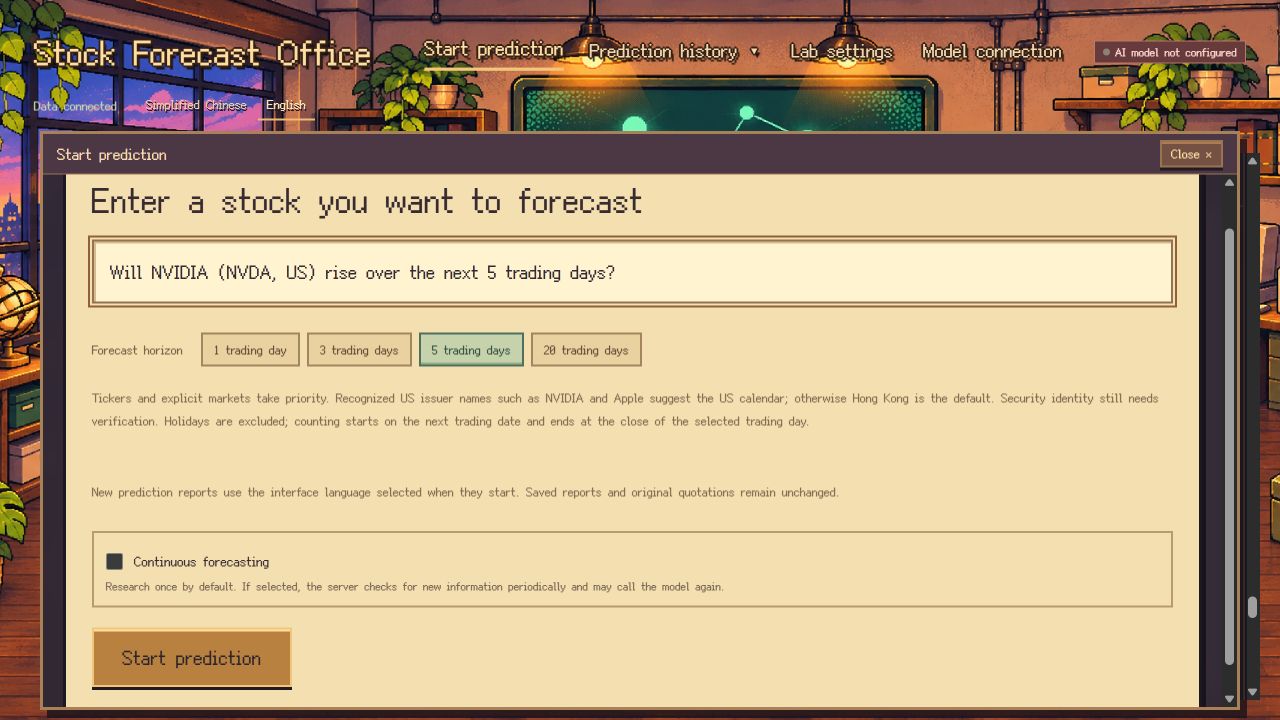 Stock Forecast Office
Start prediction
Prediction history ▼
Lab settings
Model connection
AI model not configured
Data connected
Simplified Chinese
English
Start prediction
Close ×
Enter a stock you want to forecast
Will NVIDIA (NVDA, US) rise over the next 5 trading days?
Forecast horizon
1 trading day
3 trading days
5 trading days
20 trading days
Tickers and explicit markets take priority. Recognized US issuer names such as NVIDIA and Apple suggest the US calendar; otherwise Hong Kong is the default. Security identity still needs
verification. Holidays are excluded; counting starts on the next trading date and ends at the close of the selected trading day.
New prediction reports use the interface language selected when they start. Saved reports and original quotations remain unchanged.
Continuous forecasting
Research once by default. If selected, the server checks for new information periodically and may call the model again.
Start prediction